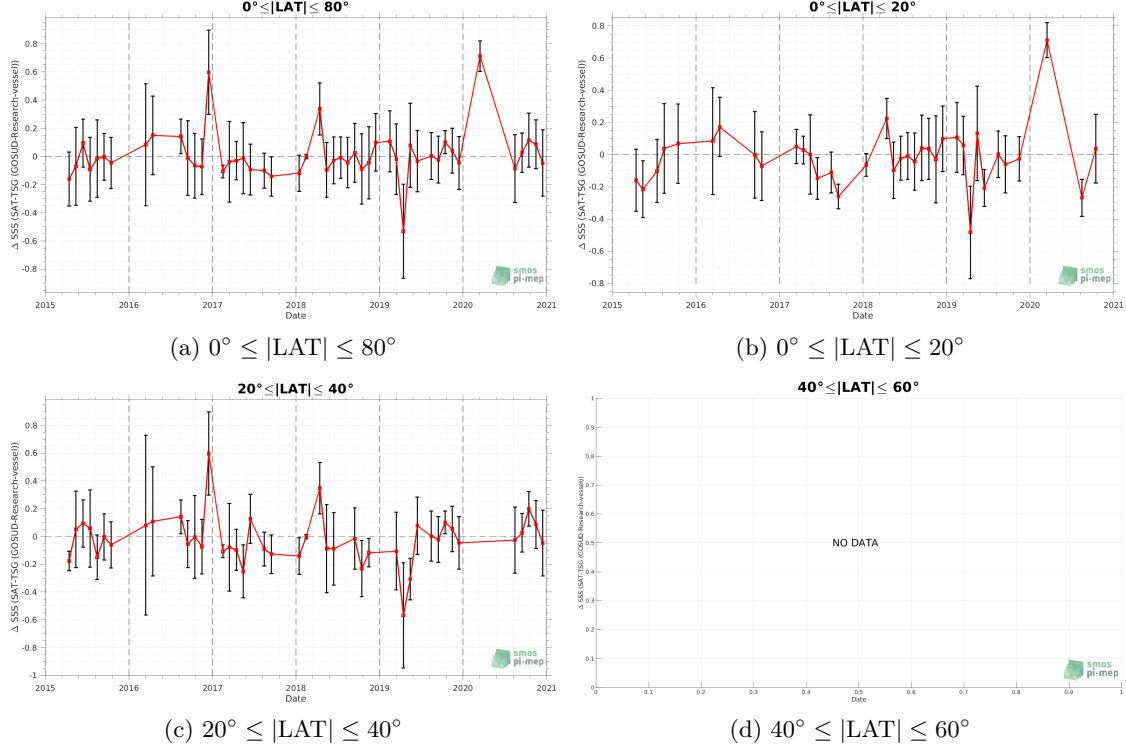 0°≤|LAT|≤ 80°
Δ SSS (SAT-TSG (GOSUD-Research-vessel))
0.8
0.6
0.4
0.2
0
-0.2
-0.4
-0.6
-0.8
2015 2016 2017 2018 2019 2020 2021
Date
smos
pi-mep
(a) 0° ≤ |LAT| ≤ 80°
0°≤|LAT|≤ 20°
Δ SSS (SAT-TSG (GOSUD-Research-vessel))
0.8
0.6
0.4
0.2
0
-0.2
-0.4
-0.6
-0.8
2015 2016 2017 2018 2019 2020 2021
Date
smos
pi-mep
(b) 0° ≤ |LAT| ≤ 20°
20°≤|LAT|≤ 40°
Δ SSS (SAT-TSG (GOSUD-Research-vessel))
0.8
0.6
0.4
0.2
0
-0.2
-0.4
-0.6
-0.8
-1
2015 2016 2017 2018 2019 2020 2021
Date
smos
pi-mep
(c) 20° ≤ |LAT| ≤ 40°
40°≤|LAT|≤ 60°
Δ SSS (SAT-TSG (GOSUD-Research-vessel))
1
0.9
0.8
0.7
0.6
0.5
0.4
0.3
0.2
0.1
0
NO DATA
0 0.1 0.2 0.3 0.4 0.5 0.6 0.7 0.8 0.9 1
Date
smos
pi-mep
(d) 40° ≤ |LAT| ≤ 60°